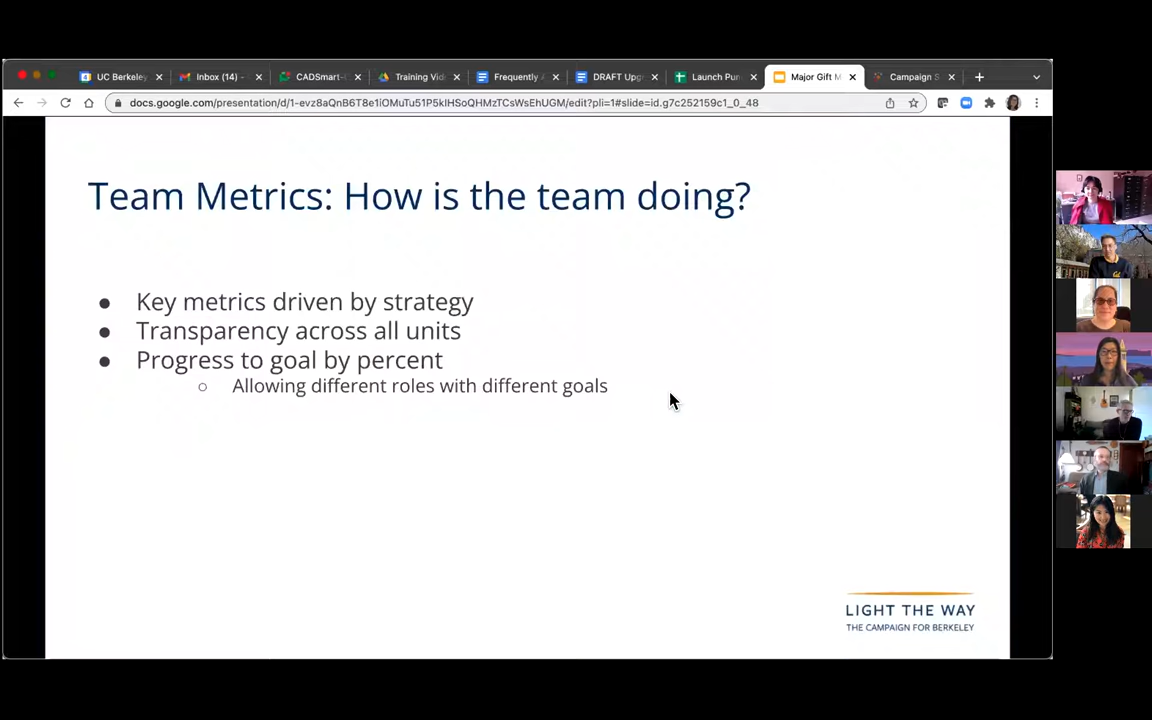 UC Berkeley
Inbox (14) -
CADSmart-
Training Vid
Frequently
DRAFT Upg
Launch Pun
Major Gift M
Campaign S
docs.google.com/presentation/d/1-evz8aQnB6T8e1iOMuTu51P5kIHSoQHMzTCsWsEhUGM/edit?pli=1#slide=id.g7c252159c1_0_48
Team Metrics: How is the team doing?
● Key metrics driven by strategy
● Transparency across all units
● Progress to goal by percent
○ Allowing different roles with different goals
LIGHT THE WAY
THE CAMPAIGN FOR BERKELEY